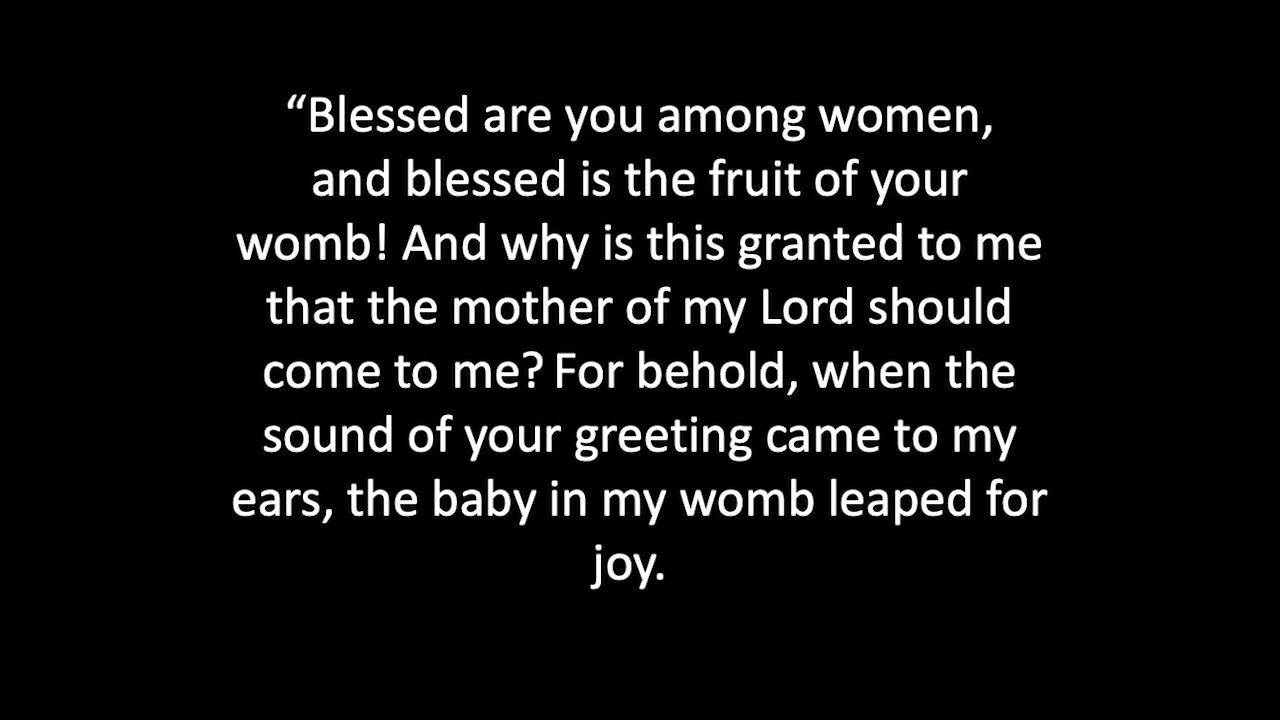 “Blessed are you among women,
and blessed is the fruit of your
womb! And why is this granted to me
that the mother of my Lord should
come to me? For behold, when the
sound of your greeting came to my
ears, the baby in my womb leaped for
joy.